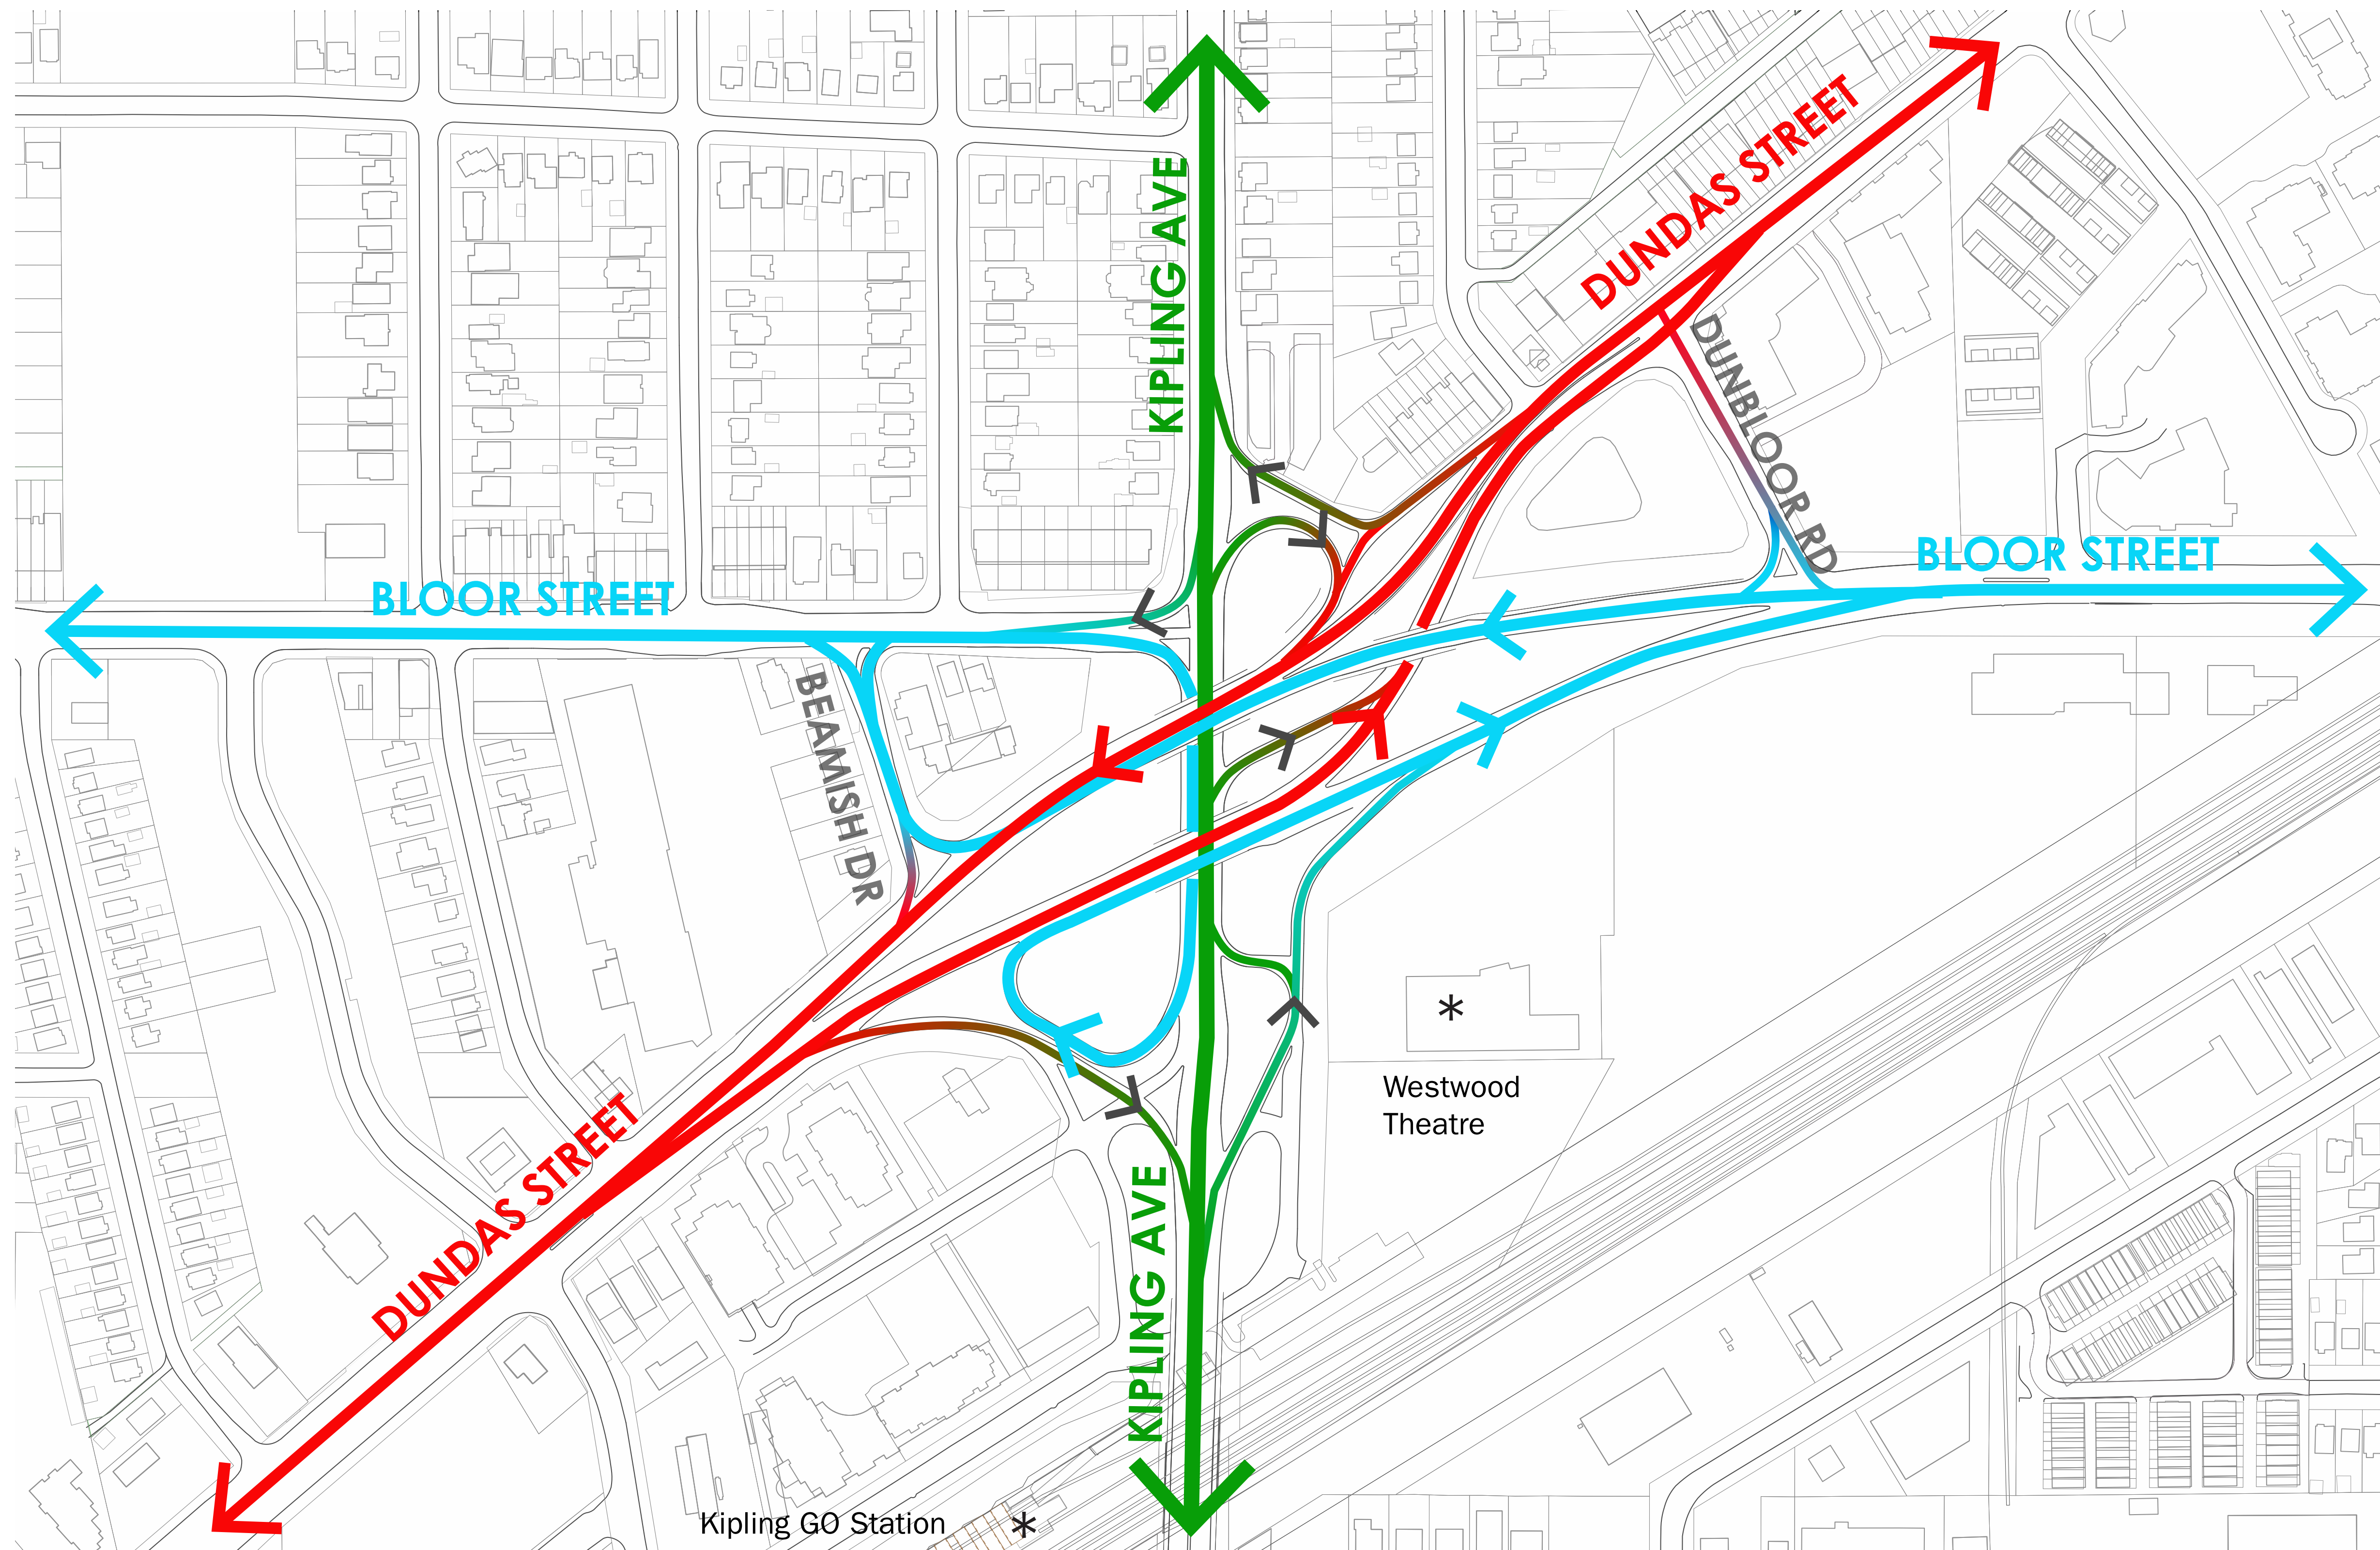 KIPLING AVE
DUNDAS STREET
DUNBLOOR RD
BLOOR STREET
BLOOR STREET
BEAMISH DR
*
Westwood
Theatre
DUNDAS STREET
KIPLING AVE
Kipling GO Station *